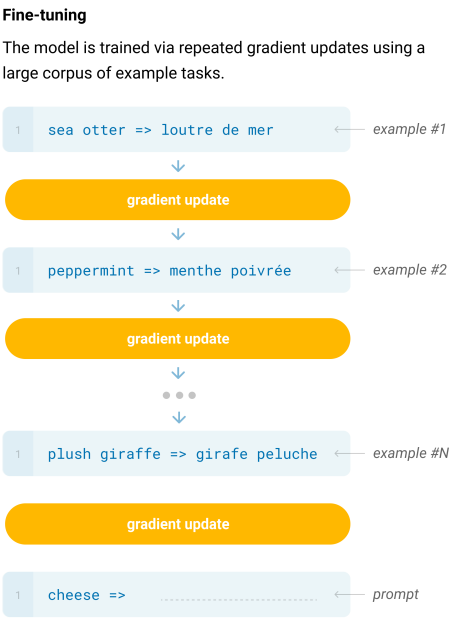 Fine-tuning
The model is trained via repeated gradient updates using a
large corpus of example tasks.
1 sea otter => loutre de mer example #1
gradient update
1 peppermint => menthe poivrée example #2
gradient update
1 plush giraffe => girafe peluche example #N
gradient update
1 cheese => prompt